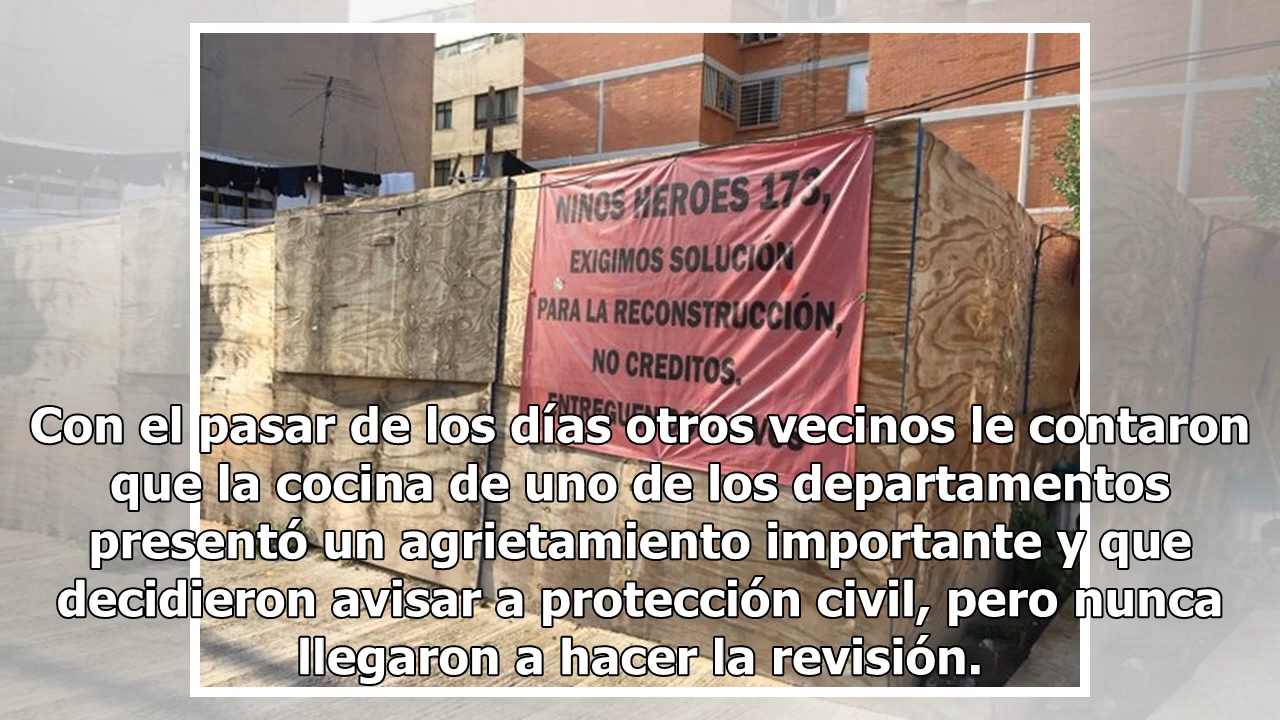 NIÑOS HEROES 173,
EXIGIMOS SOLUCIÓN
PARA LA RECONSTRUCCIÓN,
NO CREDITOS.
Con el pasar de los días otros vecinos le contaron
que la cocina de uno de los departamentos
presentó un agrietamiento importante y que
decidieron avisar a protección civil, pero nunca
llegaron a hacer la revisión.